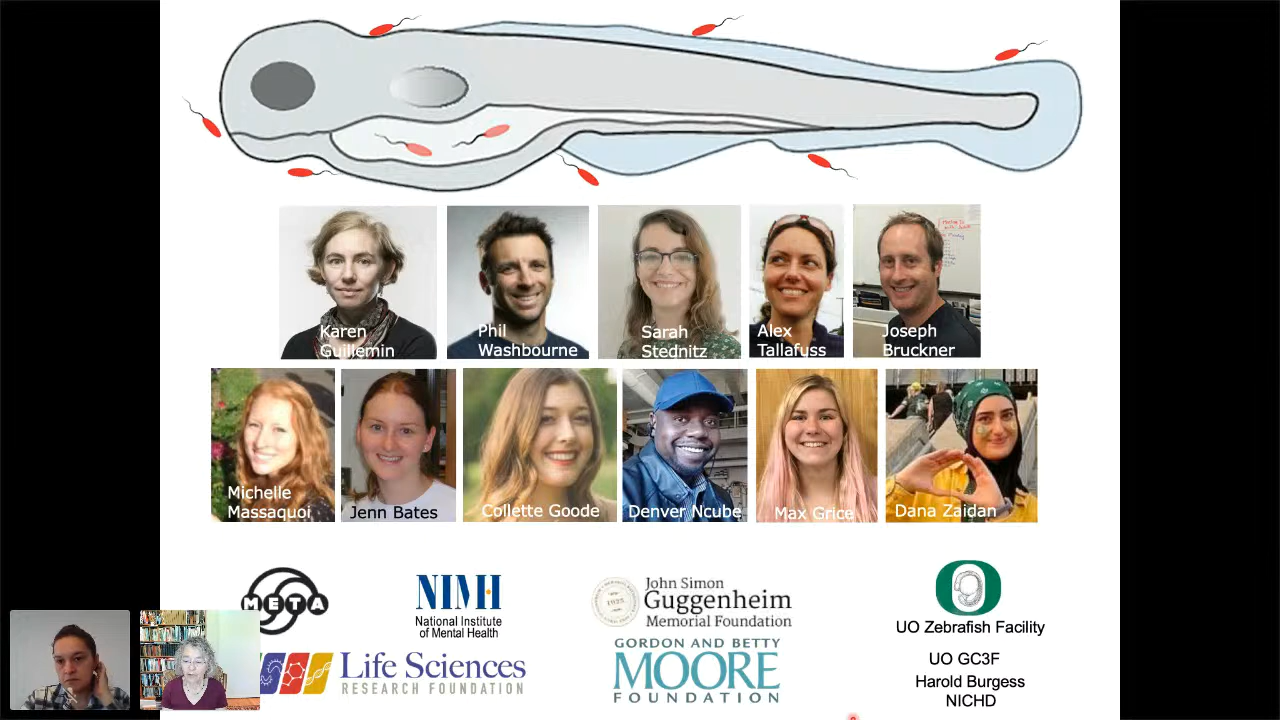 Karen
Guillemin
Phil
Washbourne
Sarah
Stednitz
Alex
Tallafuss
Joseph
Bruckner
Michelle
Massaquoi
Jenn Bates
Collette Goode
Denver Ncube
Max Grice
Dana Zaidan
META
NIMH
National Institute
of Mental Health
1925
John Simon
Guggenheim
Memorial Foundation
UO Zebrafish Facility
Life Sciences
RESEARCH FOUNDATION
GORDON AND BETTY
MOORE
FOUNDATION
UO GC3F
Harold Burgess
NICHD